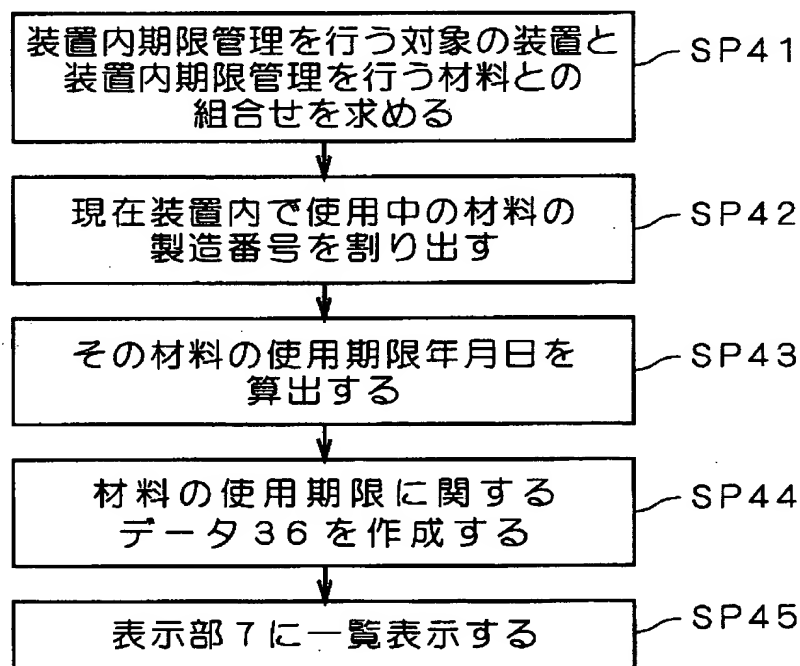 装置内期限管理を行う対象の装置と
装置内期限管理を行う材料との
組合せを求める
SP41
現在装置内で使用中の材料の
製造番号を割り出す
SP42
その材料の使用期限年月日を
算出する
SP43
材料の使用期限に関する
データ36を作成する
SP44
表示部7に一覧表示する
SP45